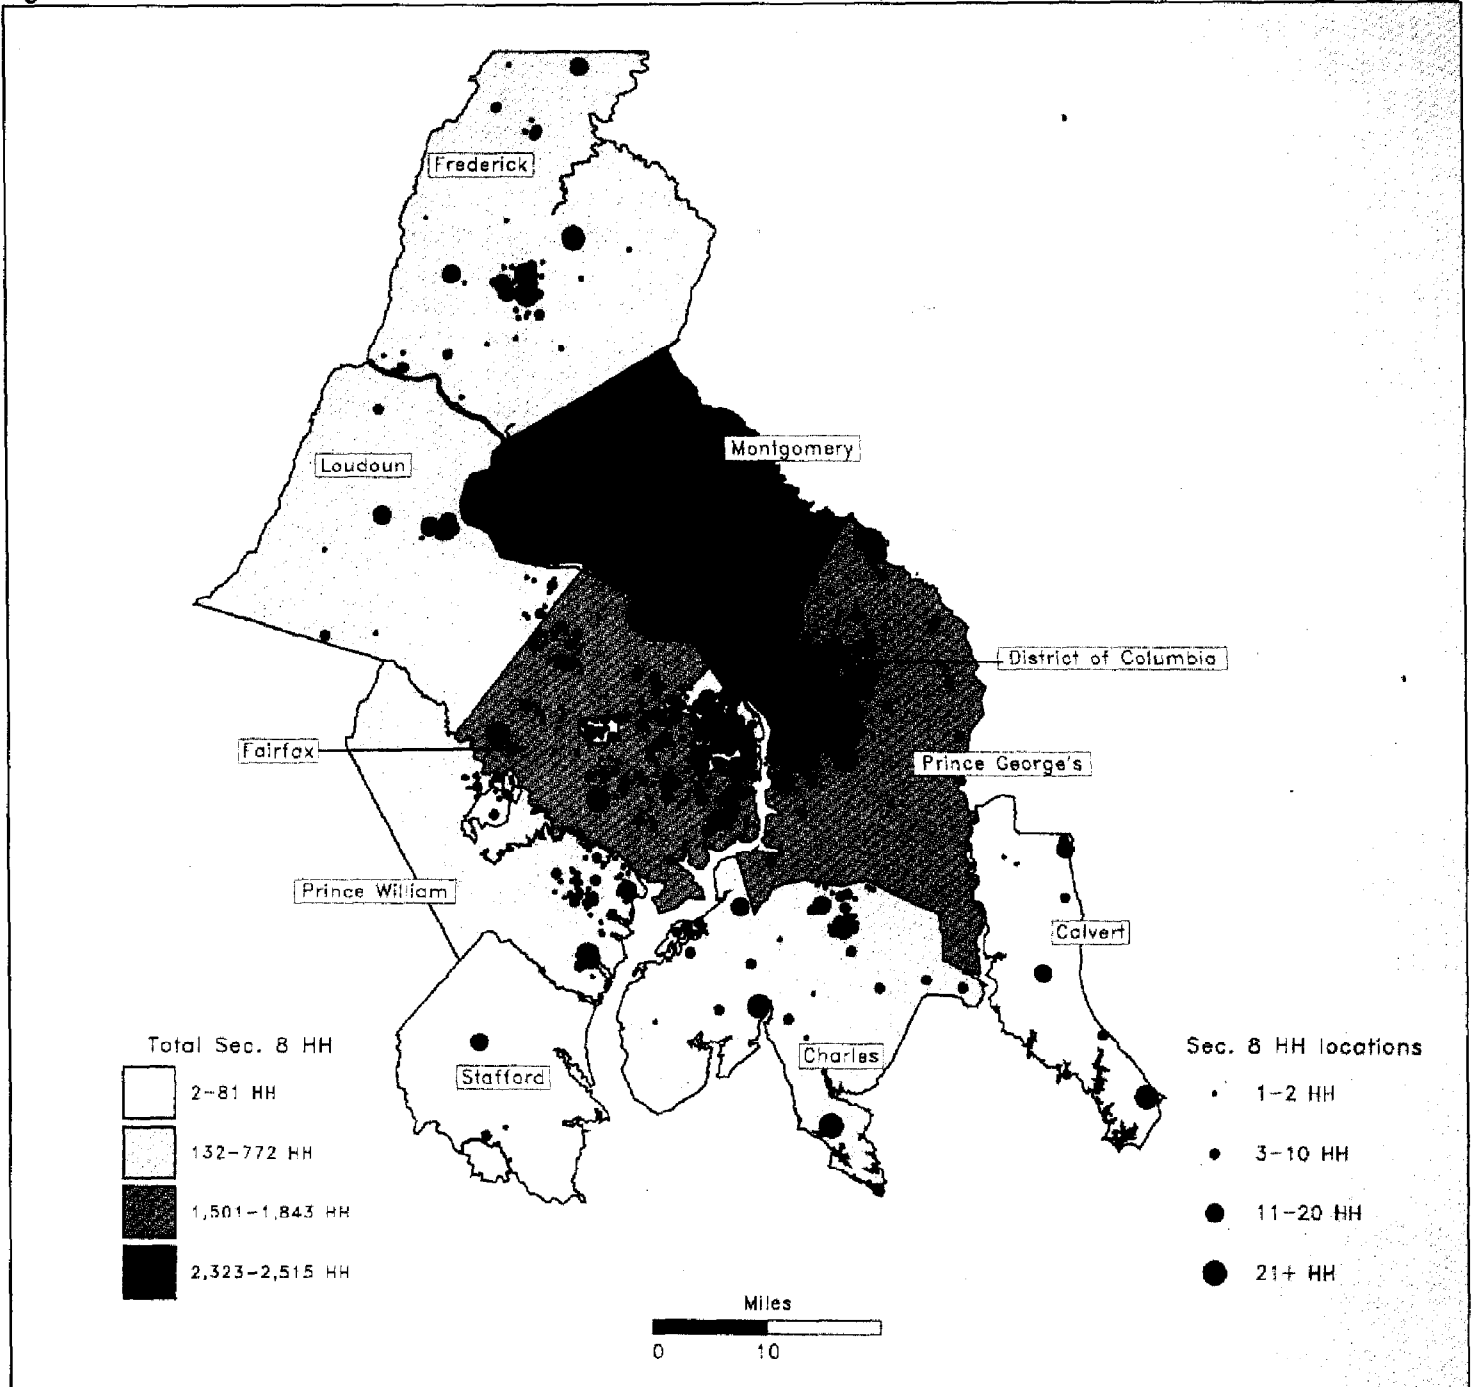 Frederick
Montgomery
Loudoun
District of Columbia
Fairfax
Prince George's
Prince William
Calvert
Charles
Stafford
Total Sec. 8 HH
2-81 HH
132-772 HH
1,501-1,843 HH
2,323-2,515 HH
Sec. 8 HH locations
1-2 HH
3-10 HH
11-20 HH
21+ HH
Miles
0 10